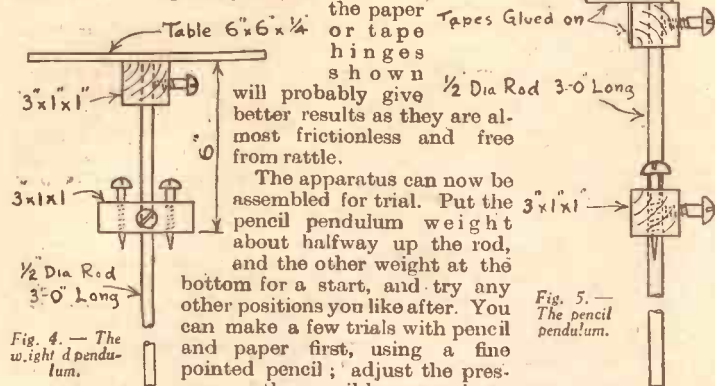 Table 6"x6"x¼"
3"x1"x1"
6"
3"x1"x1"
½" Dia Rod
3'-0" Long
Fig. 4. — The
weight d pendu-
lum.
the paper
or tape
hinges
shown
will probably give
better results as they are al-
most frictionless and free
from rattle.
The apparatus can now be
assembled for trial. Put the
pencil pendulum weight
about halfway up the rod,
and the other weight at the
bottom for a start, and try any
other positions you like after. You
can make a few trials with pencil
and paper first, using a fine
pointed pencil; adjust the pres-
Tapes Glued on
½" Dia Rod 3'-0" Long
3"x1"x1"
Fig. 5. —
The pencil
pendulum.